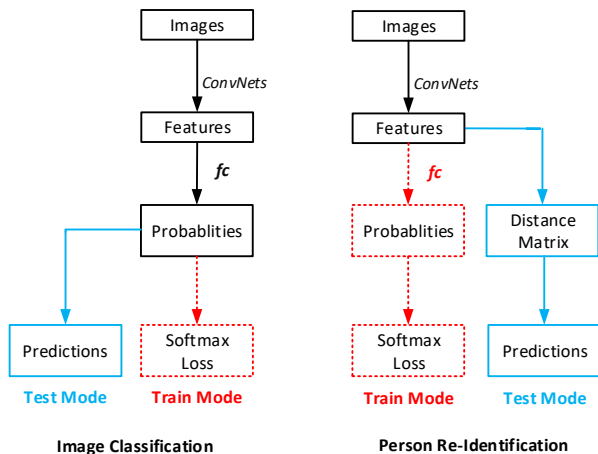 Images
ConvNets
Features
fc
Probablities
Predictions
Softmax
Loss
Test Mode
Train Mode
Image Classification
Images
ConvNets
Features
fc
Probablities
Distance
Matrix
Softmax
Loss
Predictions
Train Mode
Test Mode
Person Re-Identification